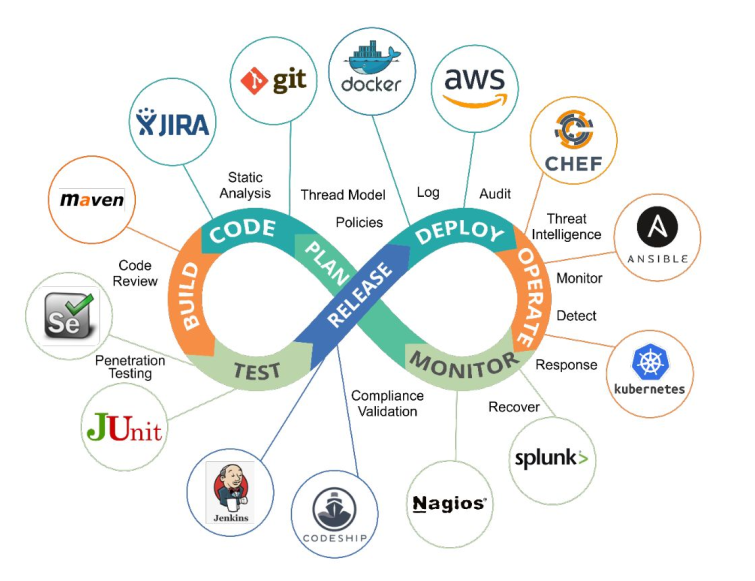 docker
aws
git
JIRA
CHEF
Static
Analysis
Thread Model
Log
Audit
maven
Policies
Threat
Intelligence
ANSIBLE
CODE
PLAN
DEPLOY
Code
Review
BUILD
RELEASE
OPERATE
Monitor
Se
Detect
Penetration
Testing
TEST
MONITOR
Response
kubernetes
Compliance
Validation
Recover
JUnit
splunk>
Jenkins
CODESHIP
Nagios®